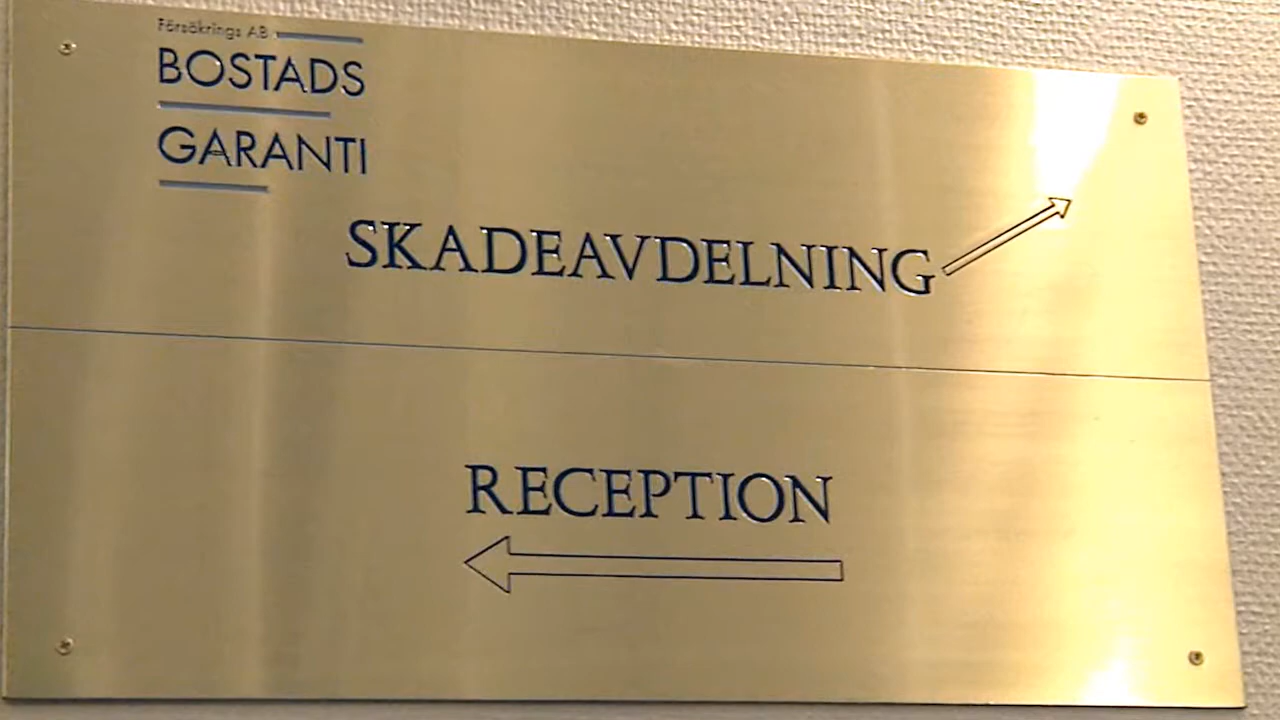 Försäkrings AB
BOSTADS
GARANTI
SKADEAVDELNING
RECEPTION